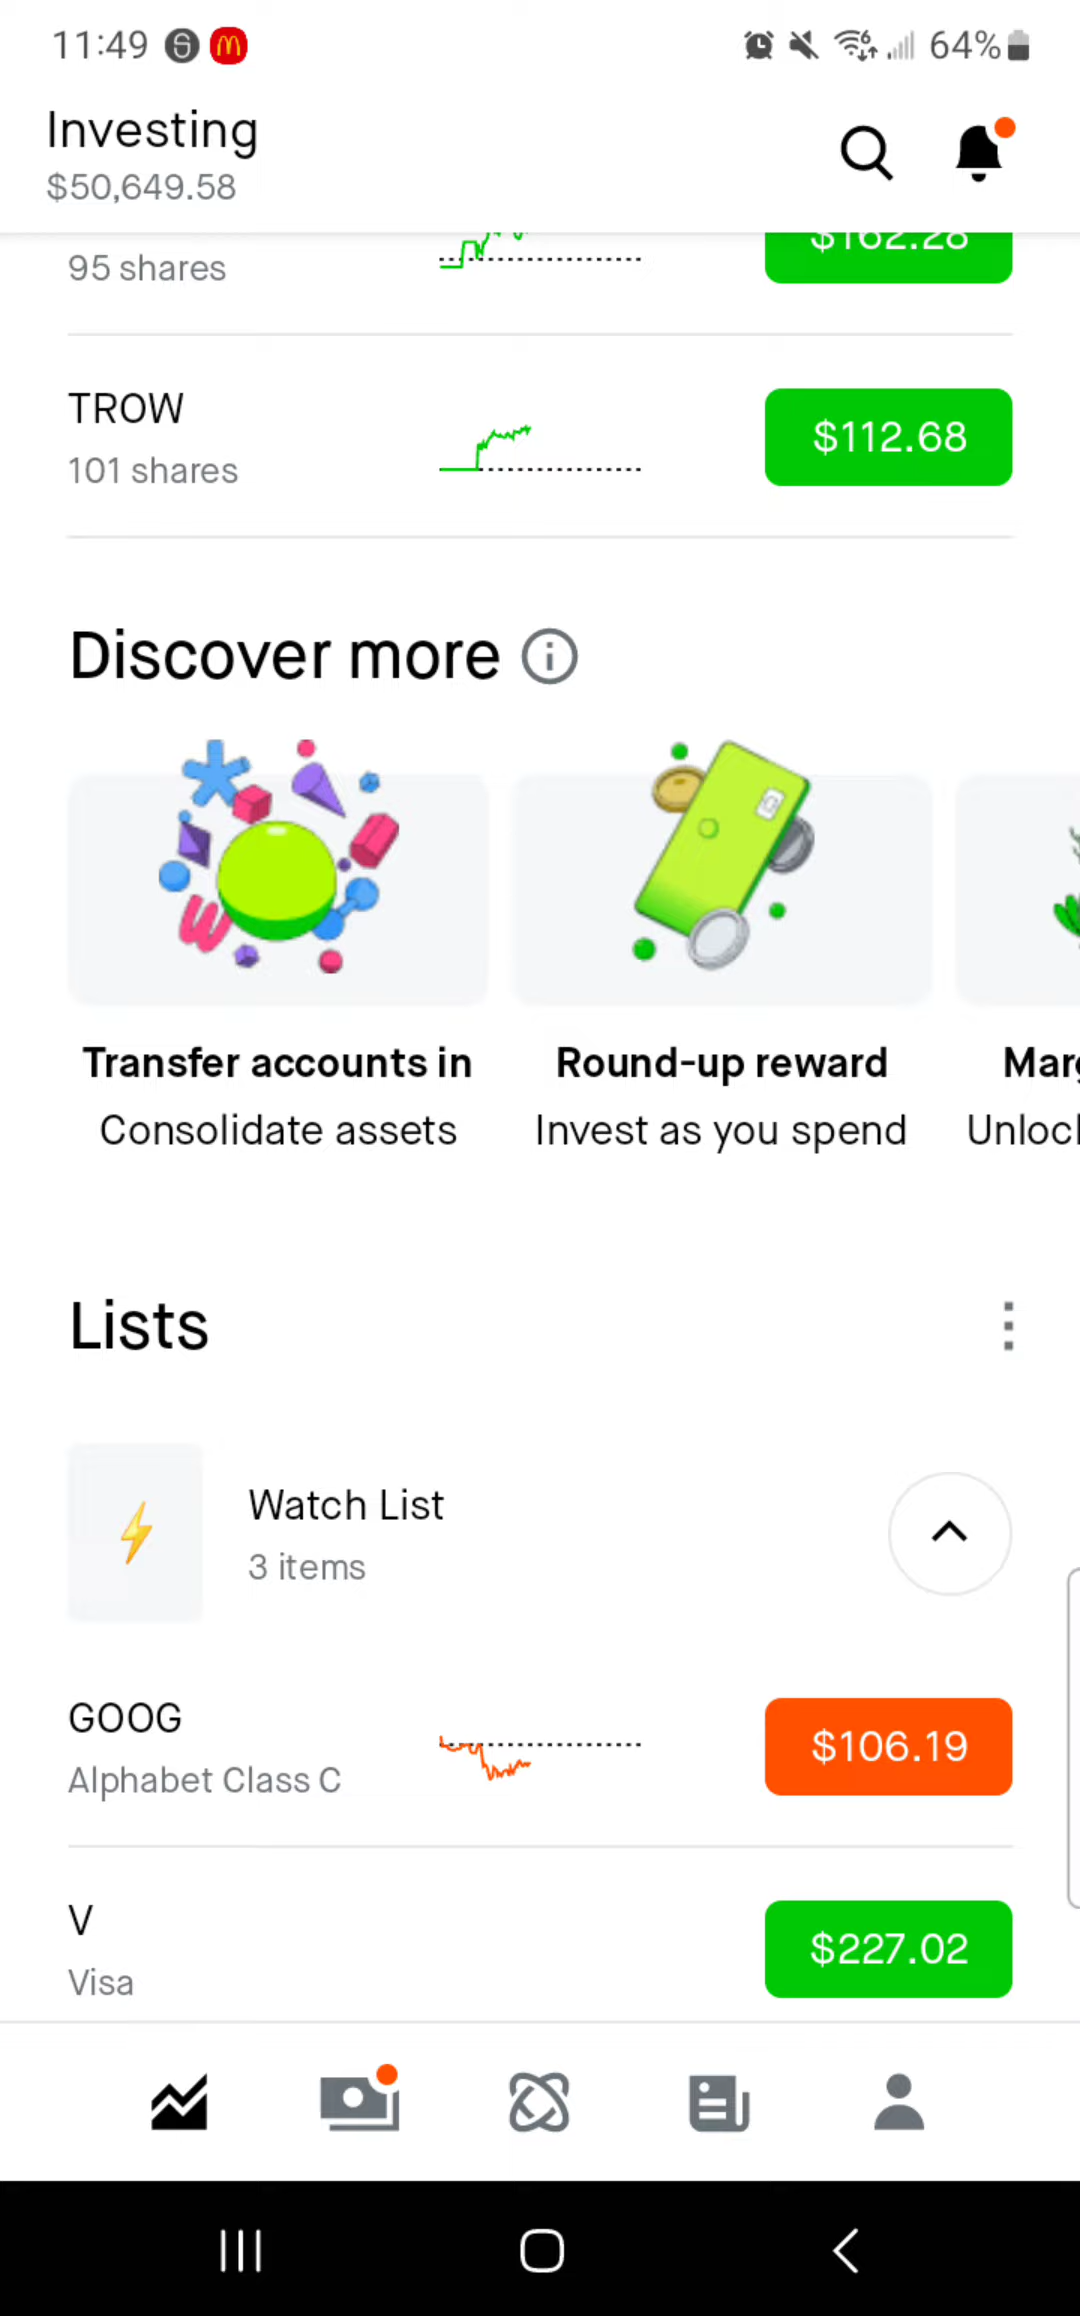 11:49
64%
Investing
$50,649.58
95 shares
$162.28
TROW
101 shares
$112.68
Discover more
Transfer accounts in
Consolidate assets
Round-up reward
Invest as you spend
Lists
Watch List
3 items
GOOG
Alphabet Class C
$106.19
V
Visa
$227.02